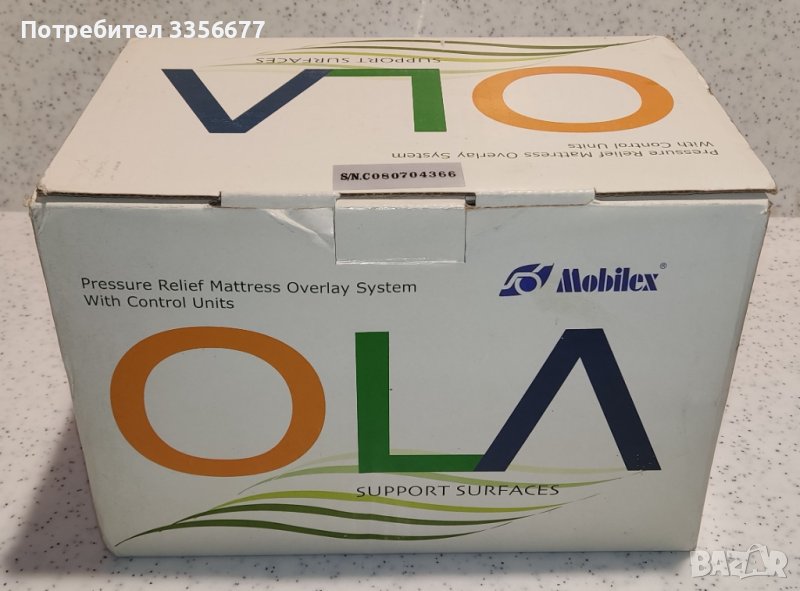 Потребител 3356677
SUPPORT SURFACES
OLA
Pressure Relief Mattress Overlay System
With Control Units
S/N.C080704366
Pressure Relief Mattress Overlay System
With Control Units
Mobilex®
OLA
SUPPORT SURFACES
BAZAR